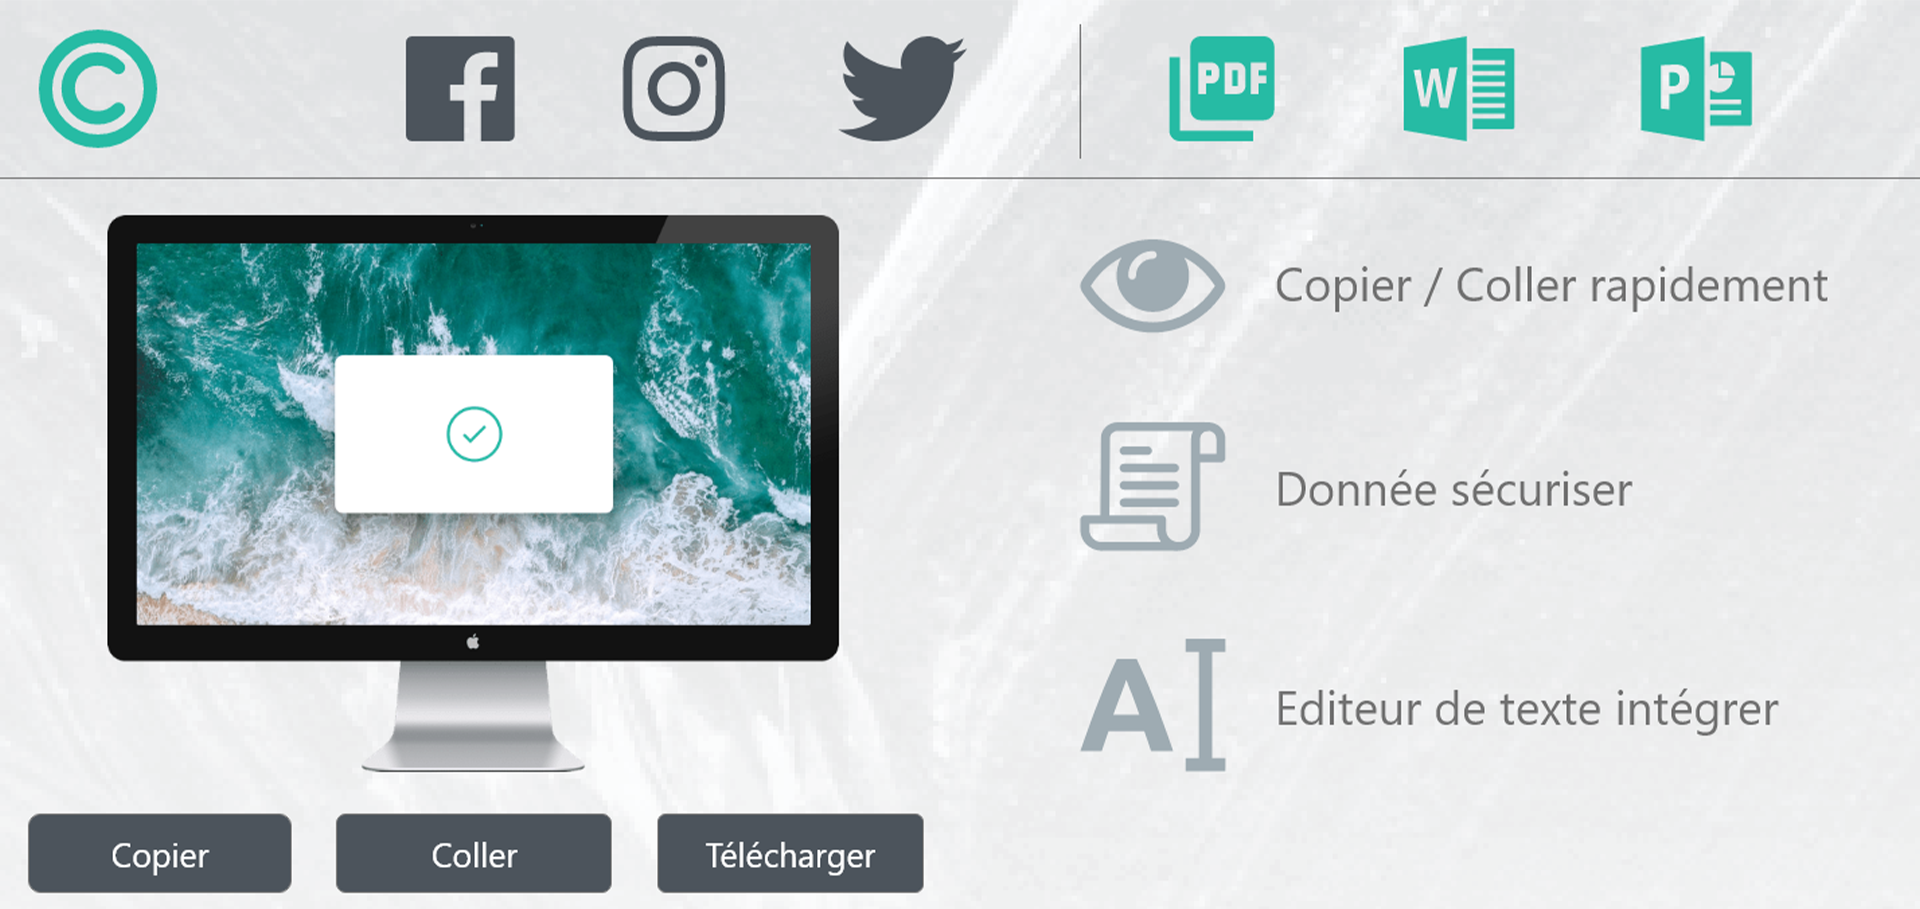 PDF
W
P
Copier / Coller rapidement
Donnée sécuriser
Editeur de texte intégrer
Copier
Coller
Télécharger